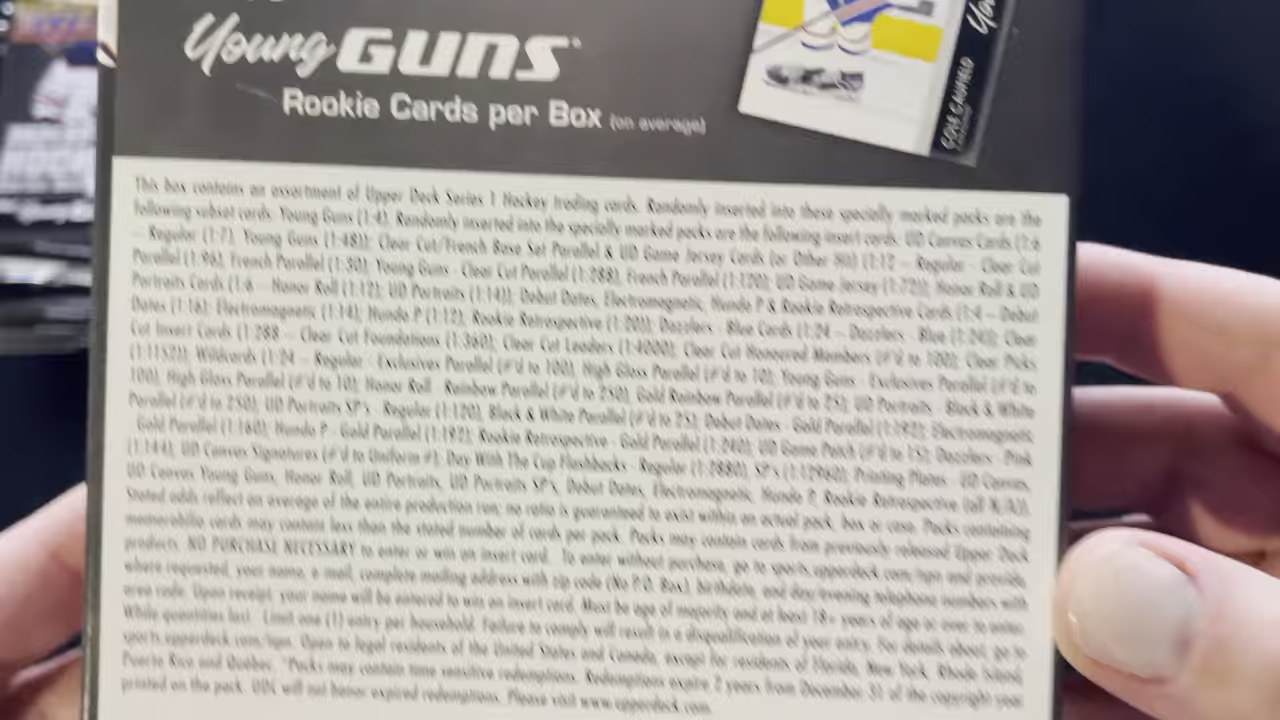 Young GUNS
Rookie Cards per Box (on average)
COLE CAUFIELD
This box contains an assortment of Upper Deck Series 1 Hockey trading cards. Randomly inserted into these specially marked packs are the
following subset cards. Young Guns (1:4). Randomly inserted into the specially marked packs are the following insert cards. UD Canvas Cards (1:6
– Regular (1:7), Young Guns (1:48)); Clear Cut/French Base Set Parallel & UD Game Jersey Cards (or Other Hit) (1:12 – Regular - Clear Cut
Parallel (1:96), French Parallel (1:30); Young Guns - Clear Cut Parallel (1:288), French Parallel (1:120); UD Game Jersey (1:72)); Honor Roll & UD
Portraits Cards (1:6 – Honor Roll (1:12); UD Portraits (1:14)); Debut Dates, Electromagnetic, Hundo P & Rookie Retrospective Cards (1:4 – Debut
Dates (1:16); Electromagnetic (1:14); Hundo P (1:12), Rookie Retrospective (1:20)); Dazzlers - Blue Cards (1:24 – Dazzlers - Blue (1:24)); Clear
Cut Insert Cards (1:288 – Clear Cut Foundations (1:360); Clear Cut Leaders (1:4000); Clear Cut Honoured Members (#'d to 100); Clear Picks
(1:1152)); Wildcards (1:24 – Regular - Exclusives Parallel (#'d to 100), High Gloss Parallel (#'d to 10); Young Guns - Exclusives Parallel (#'d to
100), High Gloss Parallel (#'d to 10); Honor Roll - Rainbow Parallel (#'d to 250), Gold Rainbow Parallel (#'d to 25); UD Portraits - Black & White
Parallel (#'d to 250); UD Portraits SP's - Regular (1:120), Black & White Parallel (#'d to 25); Debut Dates - Gold Parallel (1:192); Electromagnetic
- Gold Parallel (1:160); Hundo P - Gold Parallel (1:192); Rookie Retrospective - Gold Parallel (1:240); UD Game Patch (#'d to 15); Dazzlers - Pink
(1:144); UD Canvas Signatures (#'d to Uniform #); Day With The Cup Flashbacks - Regular (1:2880), SP's (1:12960); Printing Plates - UD Canvas,
UD Canvas Young Guns, Honor Roll, UD Portraits, UD Portraits SP's, Debut Dates, Electromagnetic, Hundo P, Rookie Retrospective (all N/A)).
Stated odds reflect an average of the entire production run; no ratio is guaranteed to exist within an actual pack, box or case. Packs containing
memorabilia cards may contain less than the stated number of cards per pack. Packs may contain cards from previously released Upper Deck
products. NO PURCHASE NECESSARY to enter or win an insert card. To enter without purchase, go to sports.upperdeck.com/nps and provide,
where requested, your name, e-mail, complete mailing address with zip code (No P.O. Box), birthdate, and day/evening telephone numbers with
area code. Upon receipt, your name will be entered to win an insert card. Must be age of majority and at least 18+ years of age or over to enter.
While quantities last. Limit one (1) entry per household. Failure to comply will result in a disqualification of your entry. For details about, go to
sports.upperdeck.com/nps. Open to legal residents of the United States and Canada, except for residents of Florida, New York, Rhode Island,
Puerto Rico and Québec. *Packs may contain time sensitive redemptions. Redemptions expire 2 years from December 31 of the copyright year
printed on the pack. UDC will not honor expired redemptions. Please visit www.upperdeck.com.